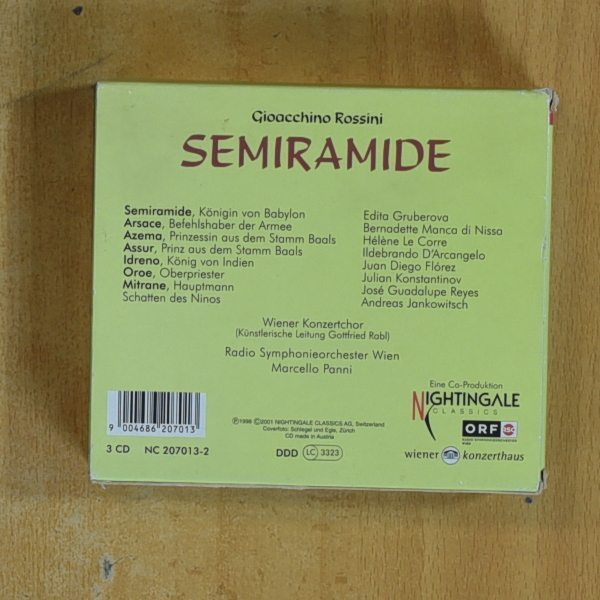 Gioacchino Rossini
SEMIRAMIDE
Semiramide, Königin von Babylon Edita Gruberova
Arsace, Befehlshaber der Armee Bernadette Manca di Nissa
Azema, Prinzessin aus dem Stamm Baals Hélène Le Corre
Assur, Prinz aus dem Stamm Baals Ildebrando D'Arcangelo
Idreno, König von Indien Juan Diego Flórez
Oroe, Oberpriester Julian Konstantinov
Mitrane, Hauptmann José Guadalupe Reyes
Schatten des Ninos Andreas Jankowitsch
Wiener Konzertchor
(Künstlerische Leitung Gottfried Rabl)
Radio Symphonieorchester Wien
Marcello Panni
Eine Co-Produktion
NIGHTINGALE
CLASSICS
ORF RSO
RADIO SYMPHONIEORCHESTER
WIEN
wiener konzerthaus
9 004686 207013
3 CD NC 207013-2
℗1998 ©2001 NIGHTINGALE CLASSICS AG, Switzerland
Coverfoto: Schlegel und Egle, Zürich
CD made in Austria
DDD LC 3323